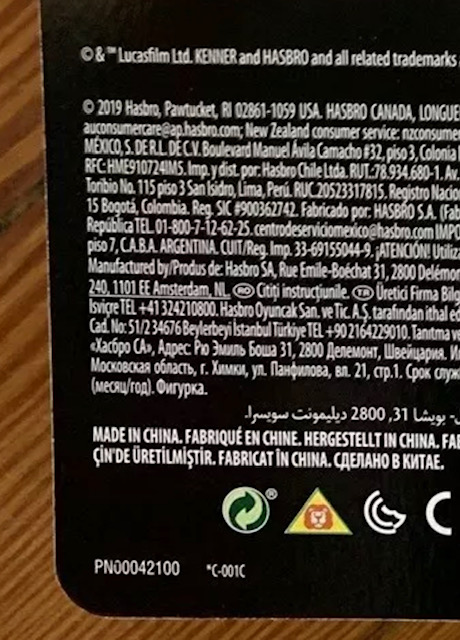 © & ™ Lucasfilm Ltd. KENNER and HASBRO and all related trademarks
© 2019 Hasbro, Pawtucket, RI 02861-1059 USA. HASBRO CANADA, LONGUE
auconsumercare@ap.hasbro.com; New Zealand consumer service: nzconsume
MÉXICO, S. DE R.L. DE C.V. Boulevard Manuel Ávila Camacho #32, piso 3, Colonia
RFC: HME910724IM5. Imp. y dist. por: Hasbro Chile Ltda. RUT.:78.934.680-1. Av.
Toribio No. 115 piso 3 San Isidro, Lima, Perú. RUC.20523317815. Registro Nacion
15 Bogotá, Colombia. Reg. SIC #900362742. Fabricado por: HASBRO S.A. (Fab
República TEL. 01-800-7-12-62-25. centrodeserviciomexico@hasbro.com IMPO
piso 7, C.A.B.A. ARGENTINA. CUIT/Reg. Imp. 33-69155044-9. ¡ATENCIÓN! Utiliza
Manufactured by/Produs de: Hasbro SA, Rue Emile-Boéchat 31, 2800 Delémon
240, 1101 EE Amsterdam, NL. RO Citiți instrucțiunile. TR Üretici Firma Bilg
İsviçre TEL +41 324210800. Hasbro Oyuncak San. ve Tic. A.Ş. tarafından ithal ed
Cad. No: 51/2 34676 Beylerbeyi İstanbul Türkiye TEL +90 2164229010. Tanıtma ve
«Хасбро СА», Адрес: Рю Эмиль Боша 31, 2800 Делемонт, Швейцария. И
Московская область, г. Химки, ул. Панфилова, вл. 21, стр.1. Срок служ
(месяц/год). Фигурка.
بويشا 31, 2800 ديليمونت سويسرا.
MADE IN CHINA. FABRIQUÉ EN CHINE. HERGESTELLT IN CHINA. FAB
ÇİN'DE ÜRETİLMİŞTİR. FABRICAT ÎN CHINA. СДЕЛАНО В КИТАЕ.
PN00042100 *C-001C